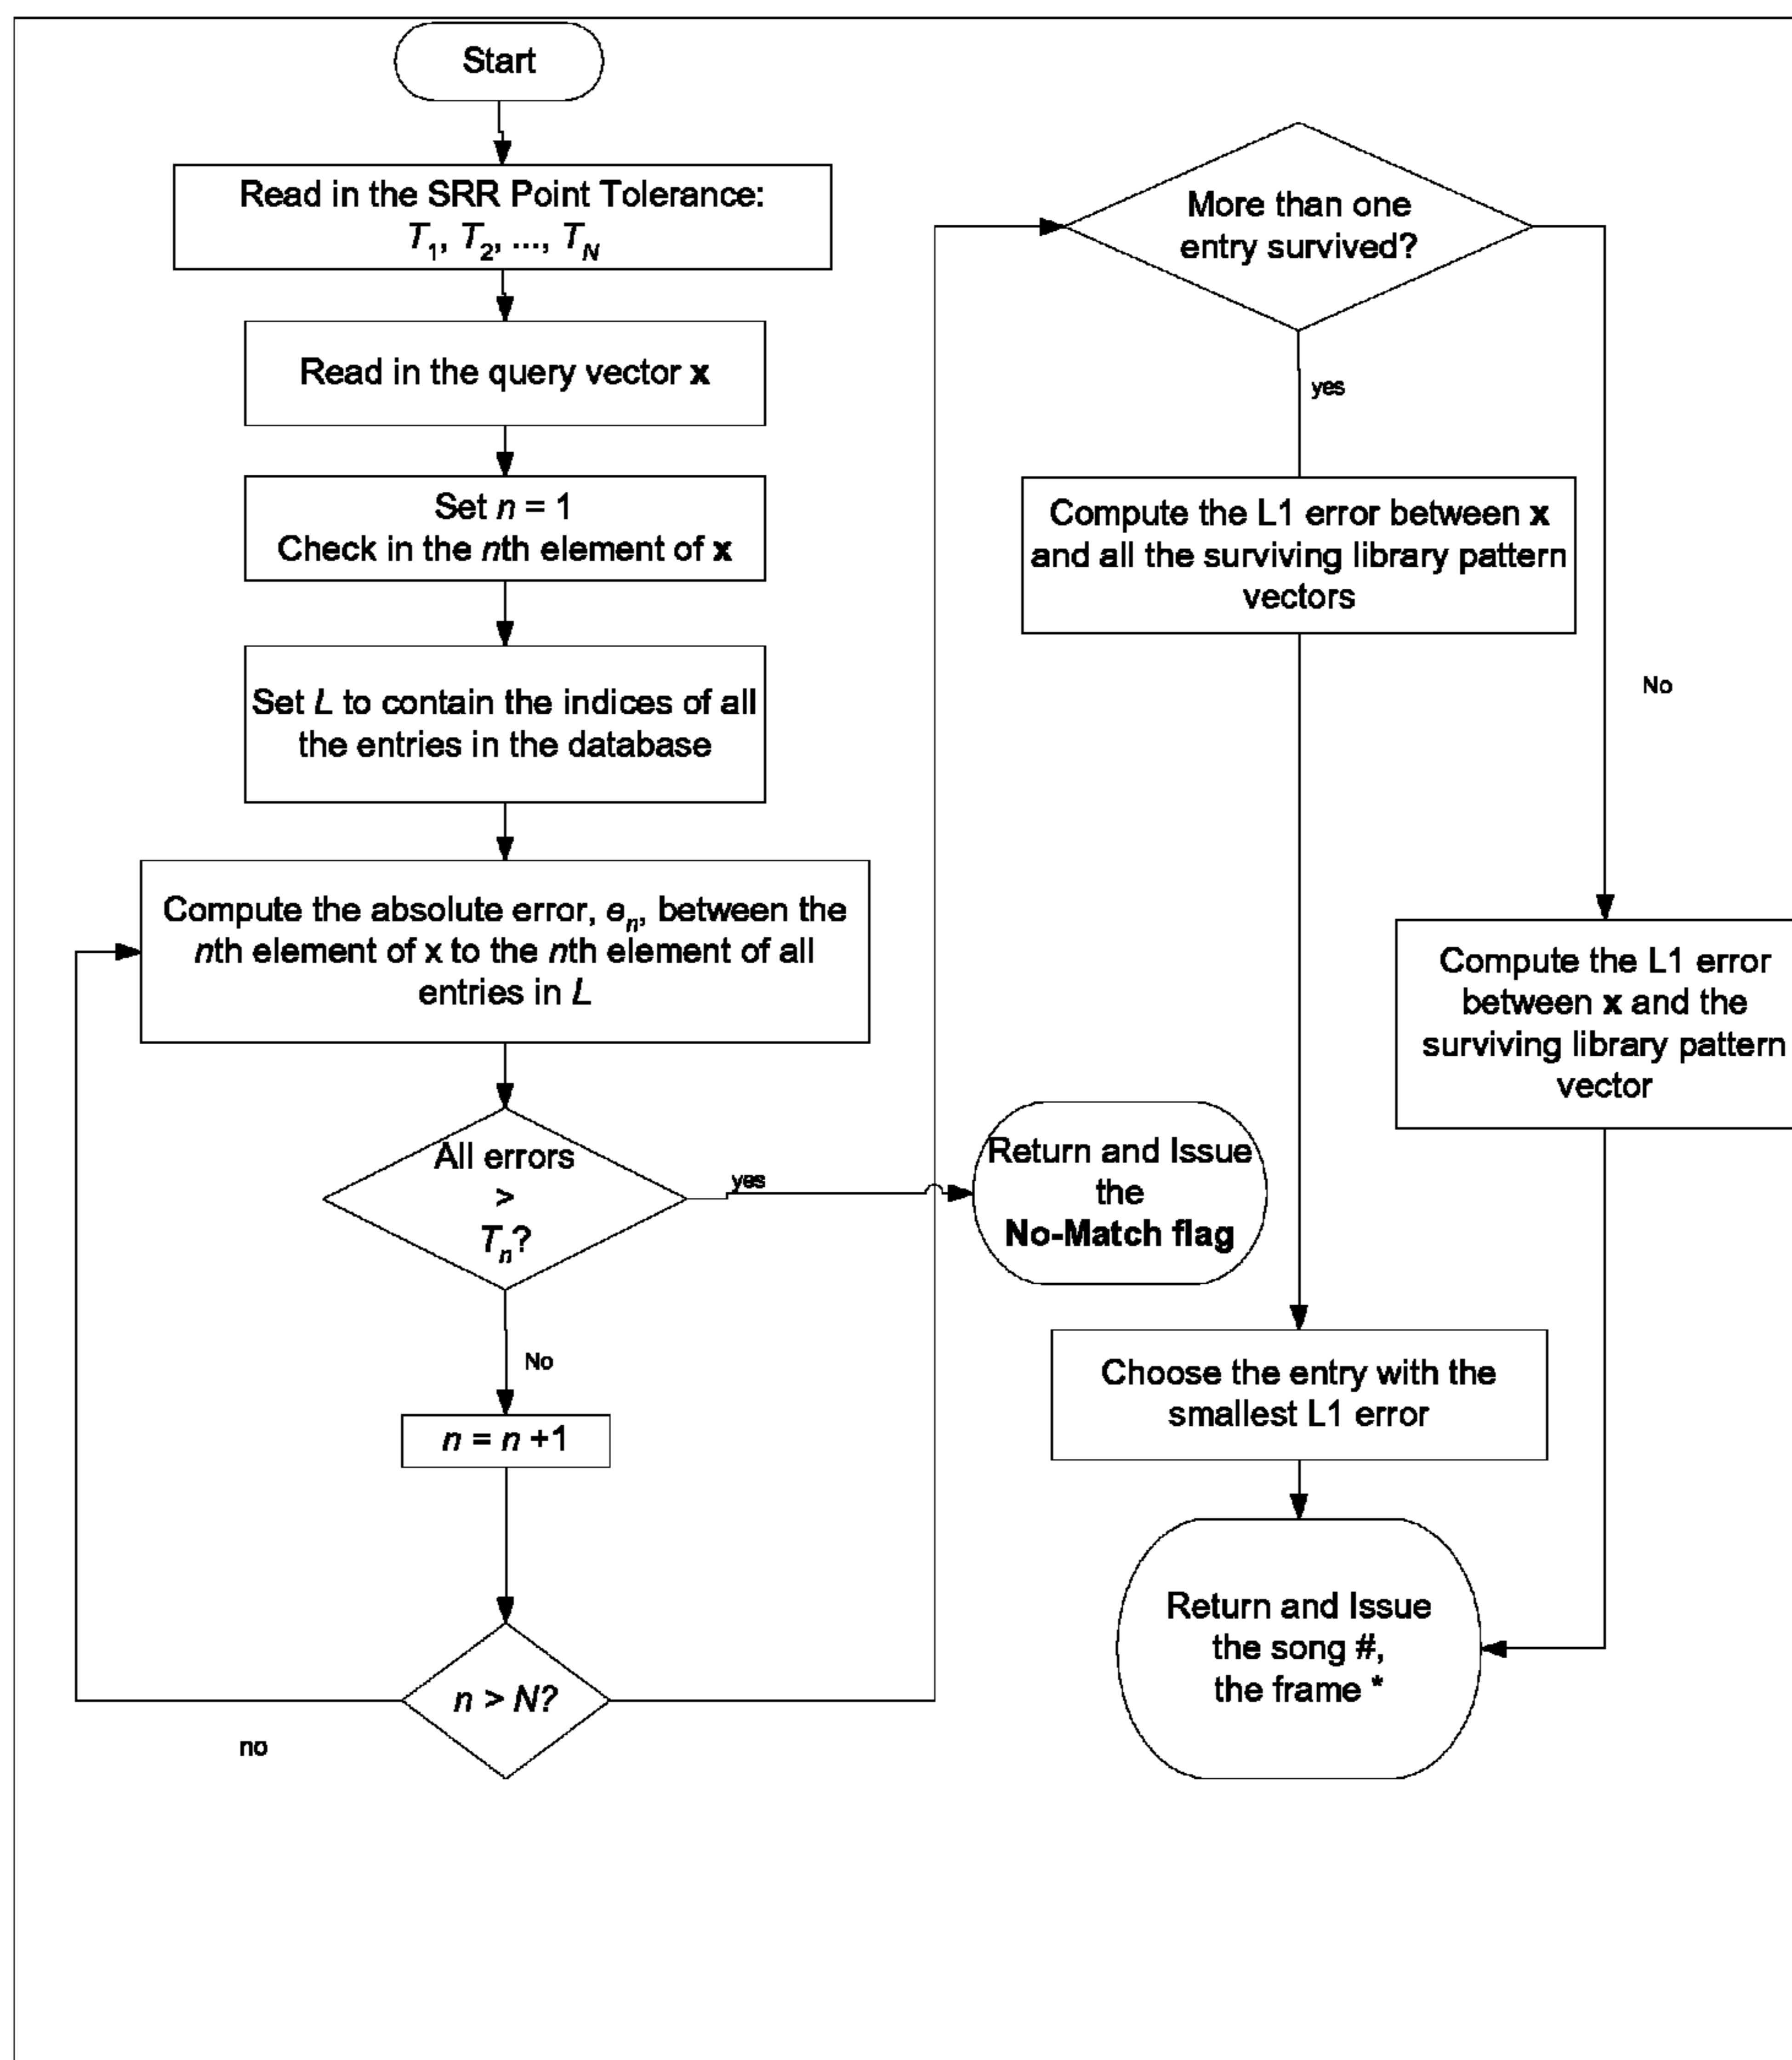 Start
Read in the SRR Point Tolerance:
T1, T2, ..., TN
Read in the query vector x
Set n = 1
Check in the nth element of x
Set L to contain the indices of all
the entries in the database
Compute the absolute error, en, between the
nth element of x to the nth element of all
entries in L
All errors
>
Tn?
yes
Return and Issue
the
No-Match flag
No
n = n +1
n > N?
no
More than one
entry survived?
yes
Compute the L1 error between x
and all the surviving library pattern
vectors
No
Compute the L1 error
between x and the
surviving library pattern
vector
Choose the entry with the
smallest L1 error
Return and Issue
the song #,
the frame *